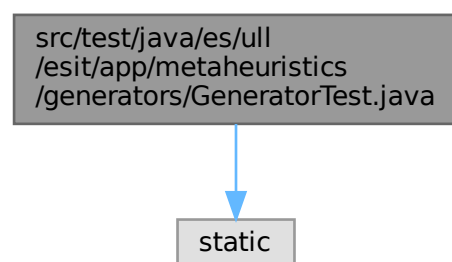 src/test/java/es/ull
/esit/app/metaheuristics
/generators/GeneratorTest.java
static